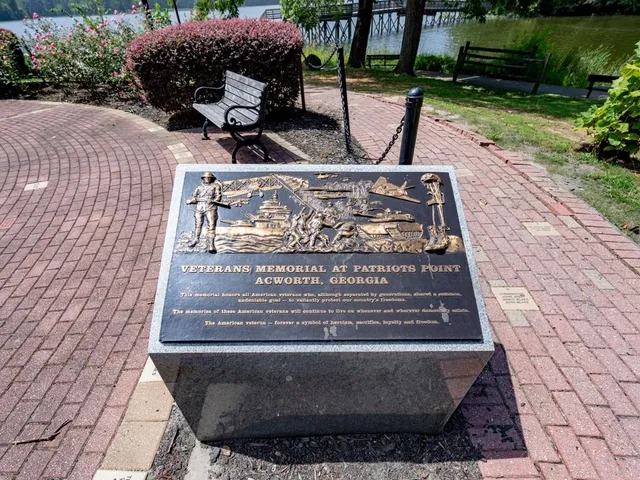 VETERANS MEMORIAL AT PATRIOTS POINT
ACWORTH, GEORGIA
This memorial honors all American veterans who, although separated by generations, shared a common,
undeniable goal – to valiantly protect our country's freedoms.
The memories of these American veterans will continue to live on whenever and wherever democracy exists.
The American veteran – forever a symbol of heroism, sacrifice, loyalty and freedom.